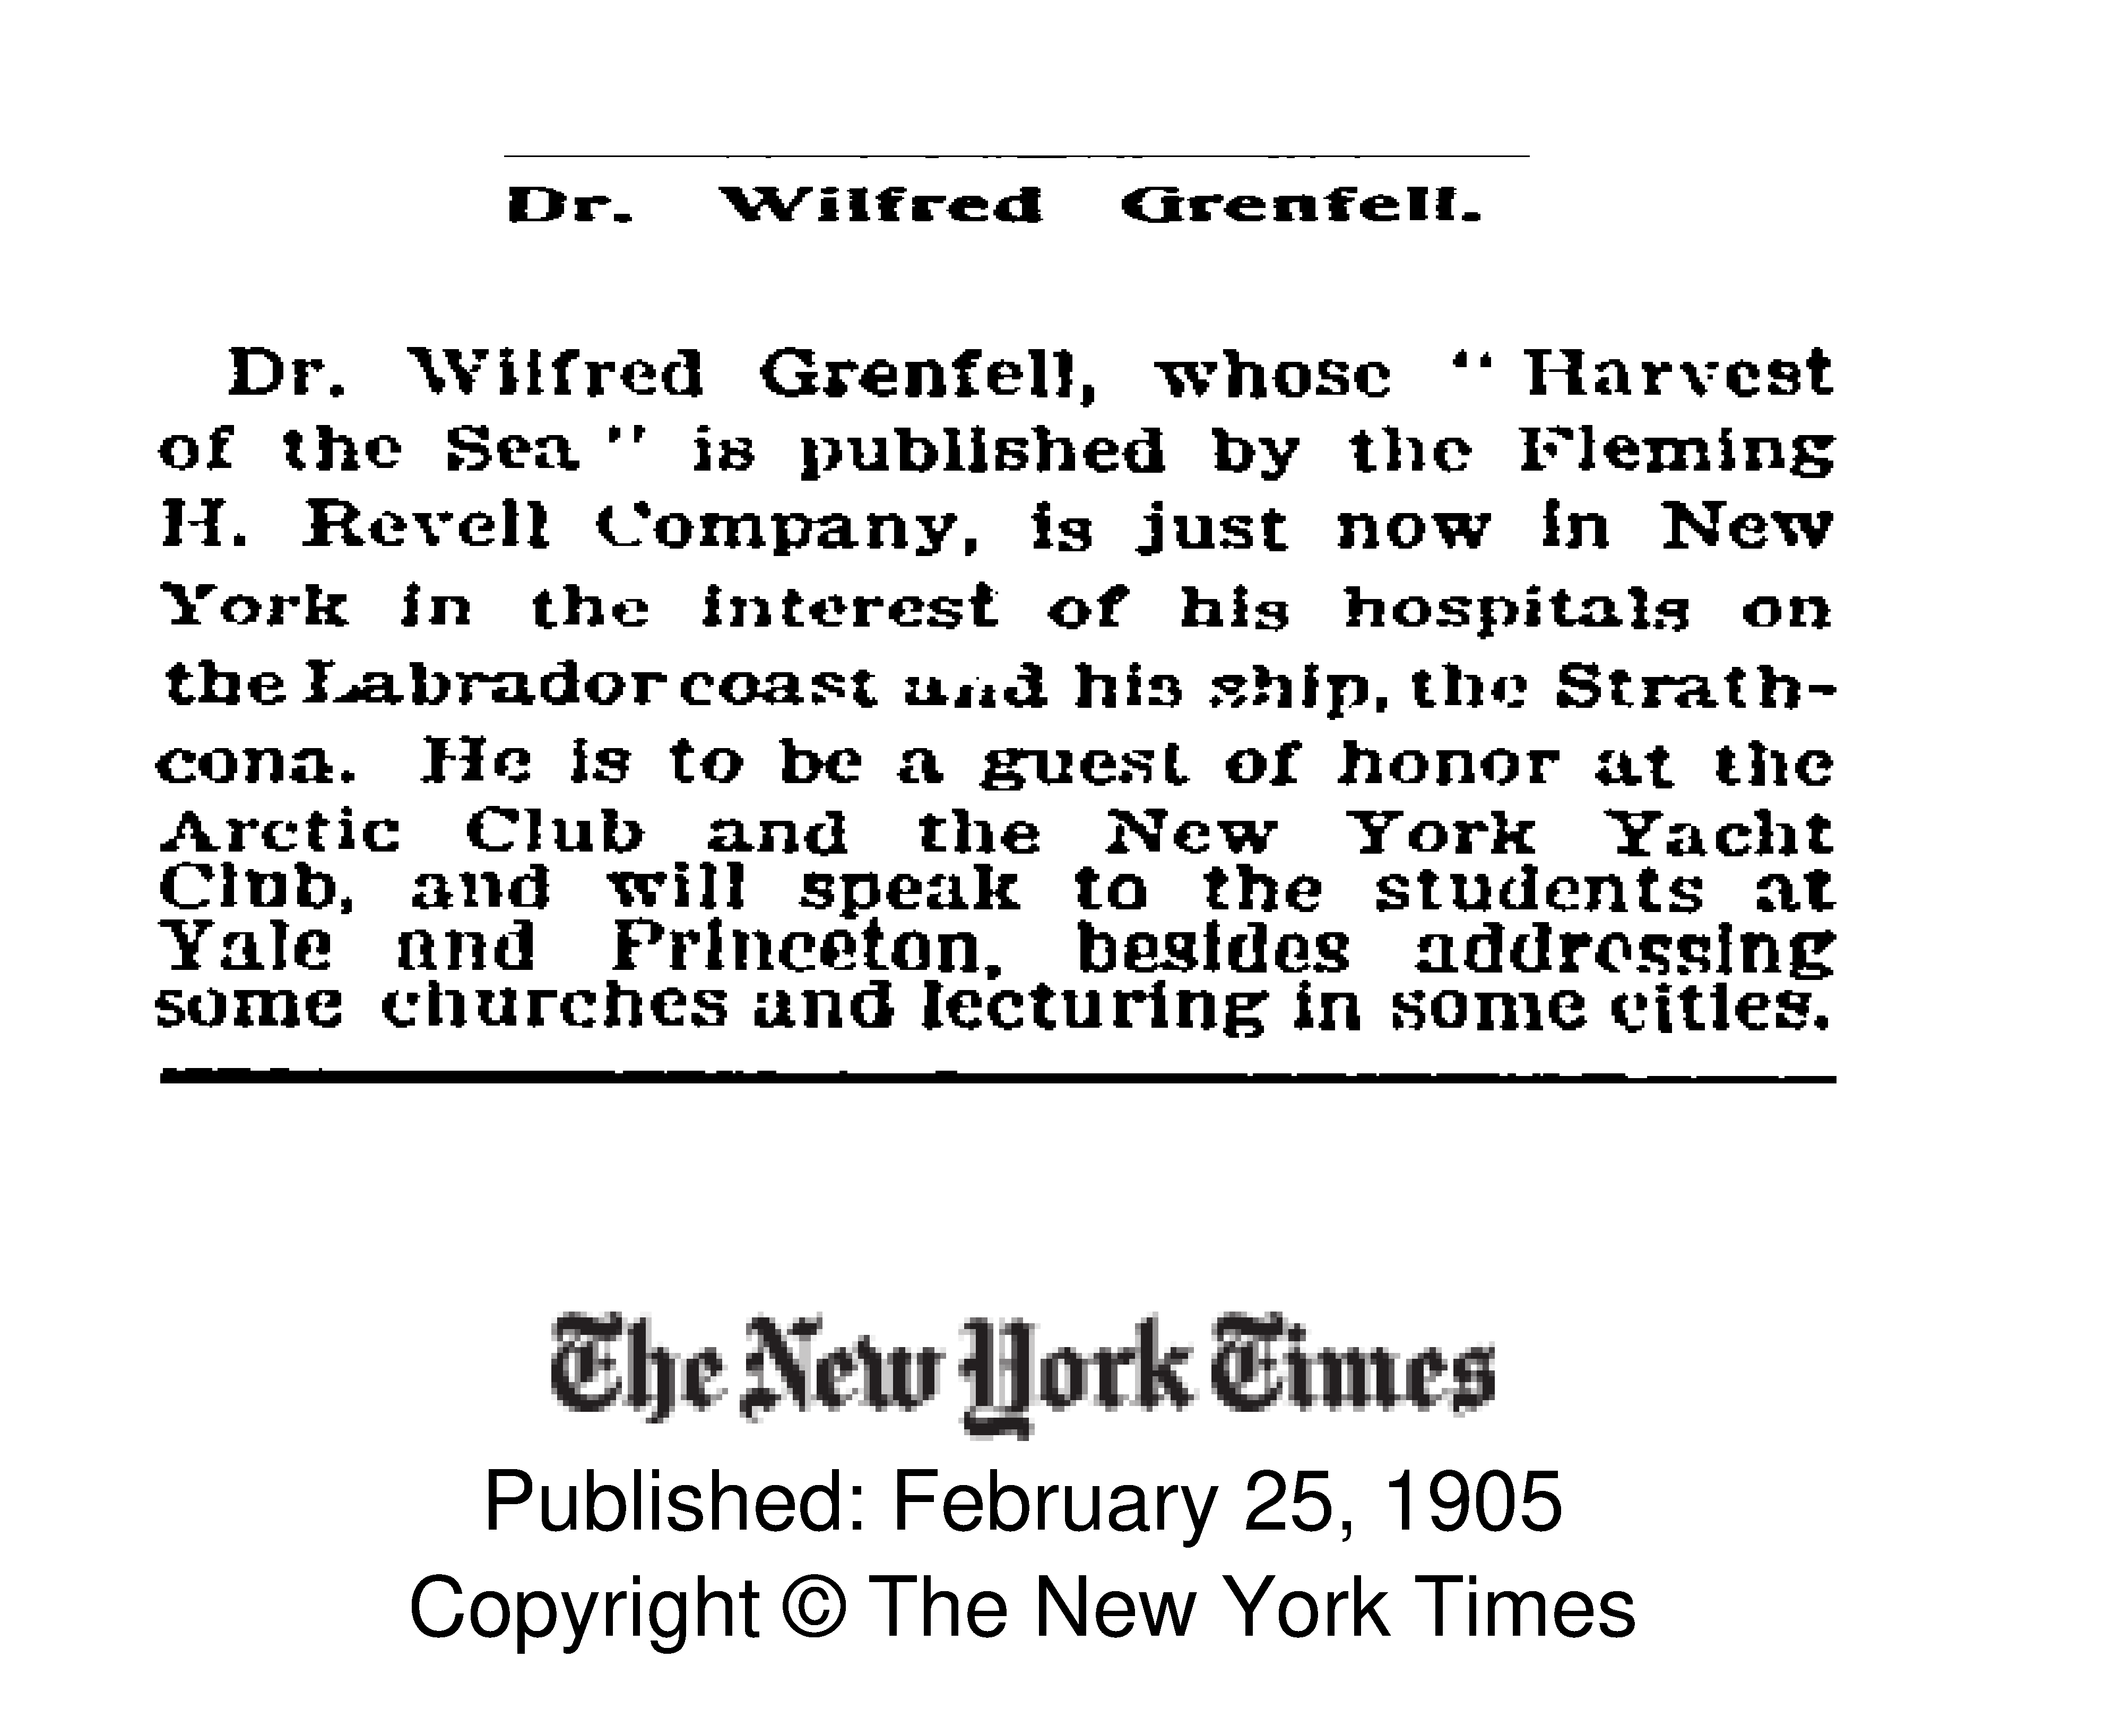 Dr. Wilfred Grenfell.
Dr. Wilfred Grenfell, whose "Harvest
of the Sea" is published by the Fleming
H. Revell Company, is just now in New
York in the interest of his hospitals on
the Labrador coast and his ship, the Strath-
cona. He is to be a guest of honor at the
Arctic Club and the New York Yacht
Club, and will speak to the students at
Yale and Princeton, besides addressing
some churches and lecturing in some cities.
The New York Times
Published: February 25, 1905
Copyright © The New York Times